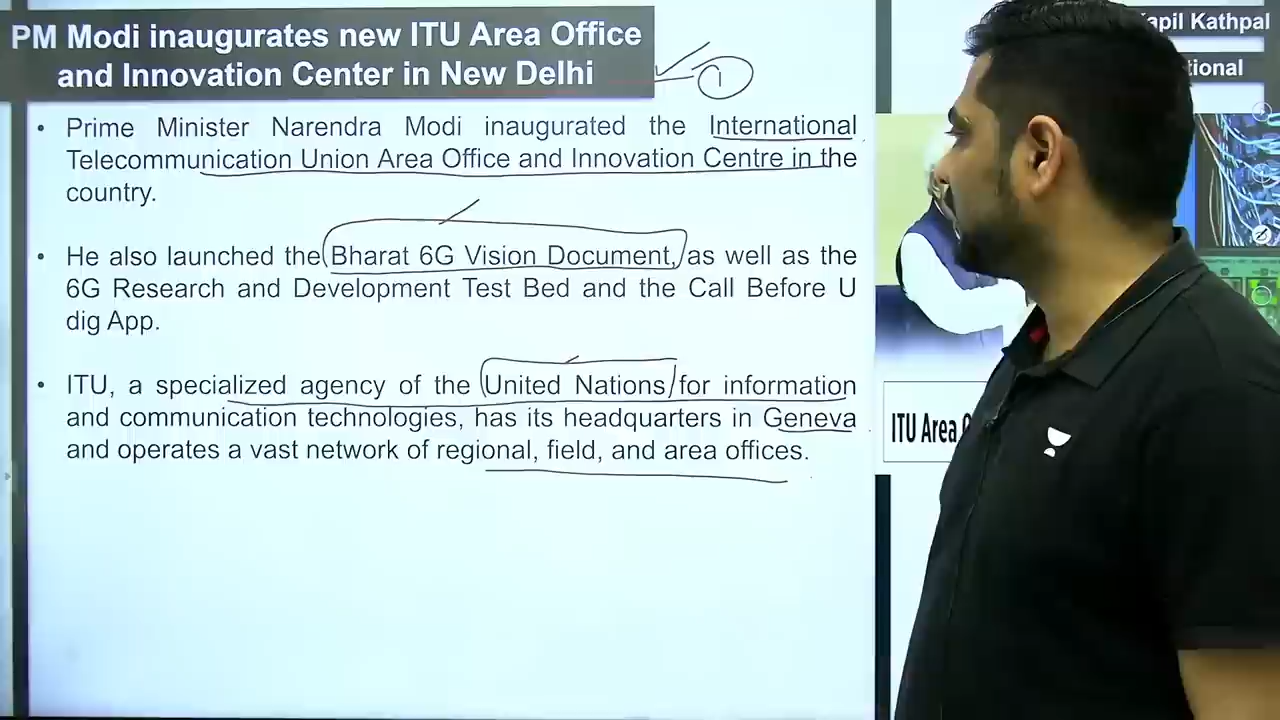 PM Modi inaugurates new ITU Area Office
and Innovation Center in New Delhi
1
Kapil Kathpal
• Prime Minister Narendra Modi inaugurated the International
Telecommunication Union Area Office and Innovation Centre in the
country.
• He also launched the Bharat 6G Vision Document, as well as the
6G Research and Development Test Bed and the Call Before U
dig App.
• ITU, a specialized agency of the United Nations for information
and communication technologies, has its headquarters in Geneva
and operates a vast network of regional, field, and area offices.
ITU Area